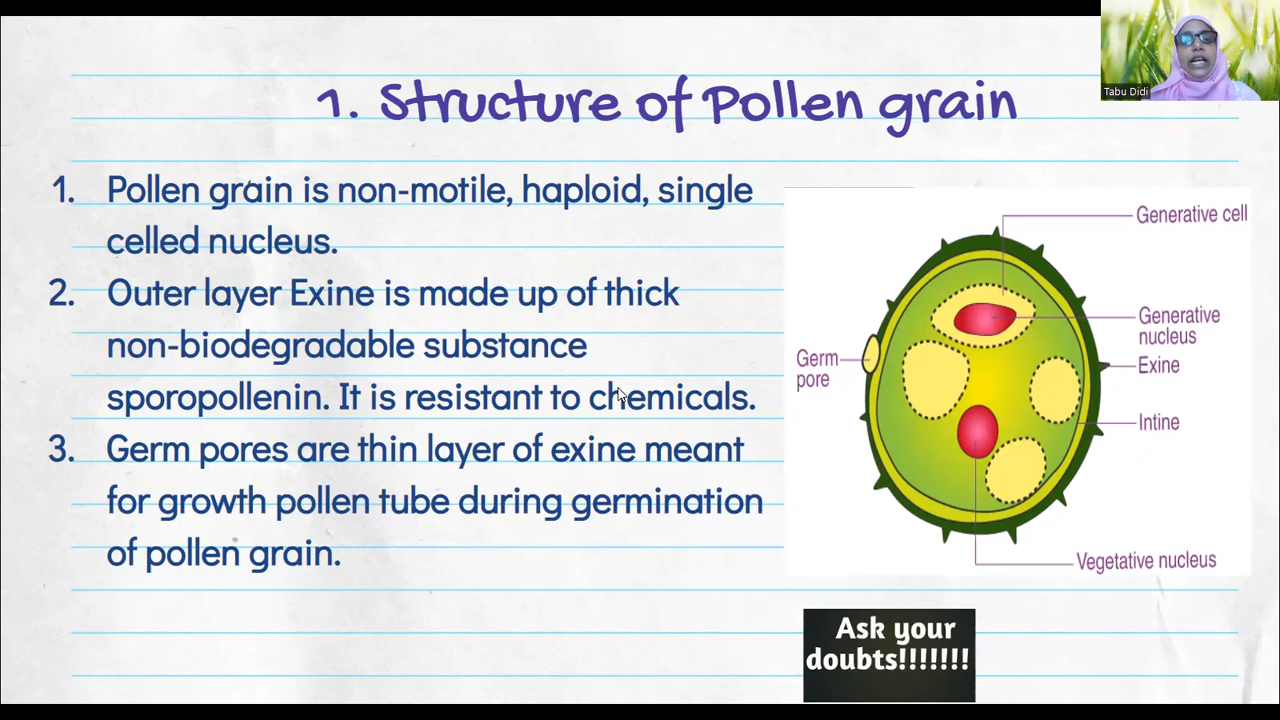 Tabu Didi
1. Structure of Pollen grain
1. Pollen grain is non-motile, haploid, single
celled nucleus.
2. Outer layer Exine is made up of thick
non-biodegradable substance
sporopollenin. It is resistant to chemicals.
3. Germ pores are thin layer of exine meant
for growth pollen tube during germination
of pollen grain.
Generative cell
Generative
nucleus
Germ
pore
Exine
Intine
Vegetative nucleus
Ask your
doubts!!!!!!!